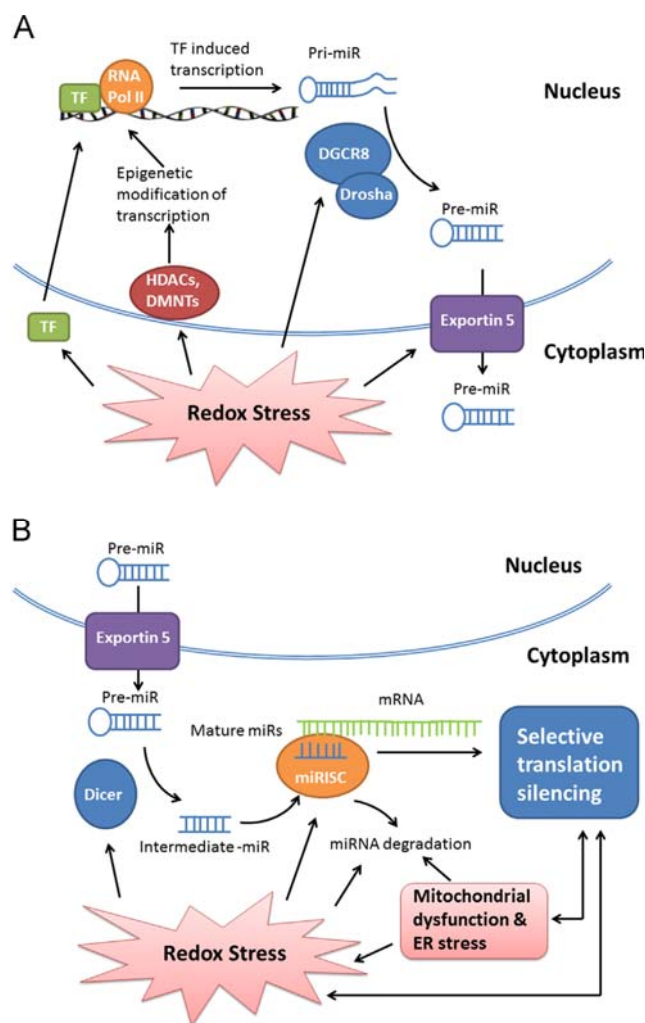 A
TF induced
transcription
Pri-miR
Nucleus
RNA
Pol II
TF
DGCR8
Drosha
Epigenetic
modification of
transcription
Pre-miR
HDACs,
DMNTs
TF
Exportin 5
Cytoplasm
Redox Stress
Pre-miR
B
Pre-miR
Nucleus
Exportin 5
Cytoplasm
Pre-miR
mRNA
Mature miRs
miRISC
Selective
translation
silencing
Dicer
Intermediate-miR
miRNA degradation
Mitochondrial
dysfunction &
ER stress
Redox Stress